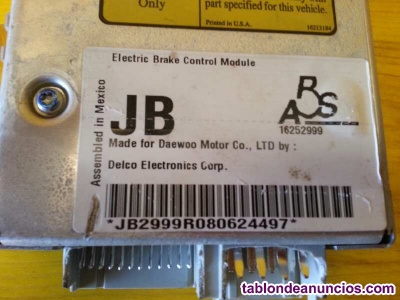 Only
part specified for this vehicle.
Printed in U.S.A.
16213184
Electric Brake Control Module
Assembled in Mexico
JB
ABS
16252999
Made for Daewoo Motor Co., LTD by :
Delco Electronics Corp.
*JB2999R080624497*
tablondeanuncios.com